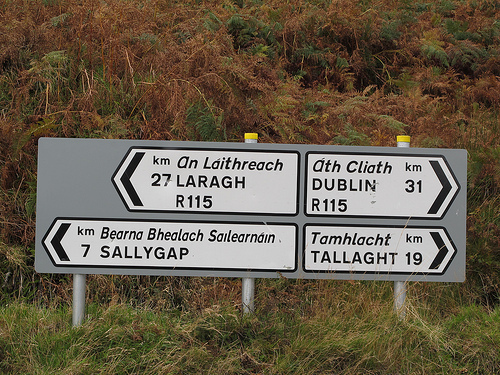 km An Láithreach
27 LARAGH
R115
Áth Cliath km
DUBLIN 31
R115
km Bearna Bhealach Sailearnáin
7 SALLYGAP
Tamhlacht km
TALLAGHT 19